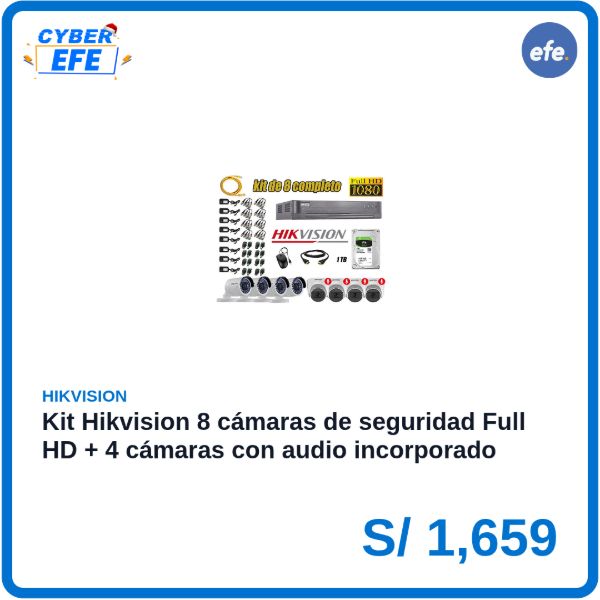 CYBER
EFE
efe.
kit de 8 completo
Full HD
1080
HIKVISION
1 TB
HIKVISION
Kit Hikvision 8 cámaras de seguridad Full
HD + 4 cámaras con audio incorporado
S/ 1,659